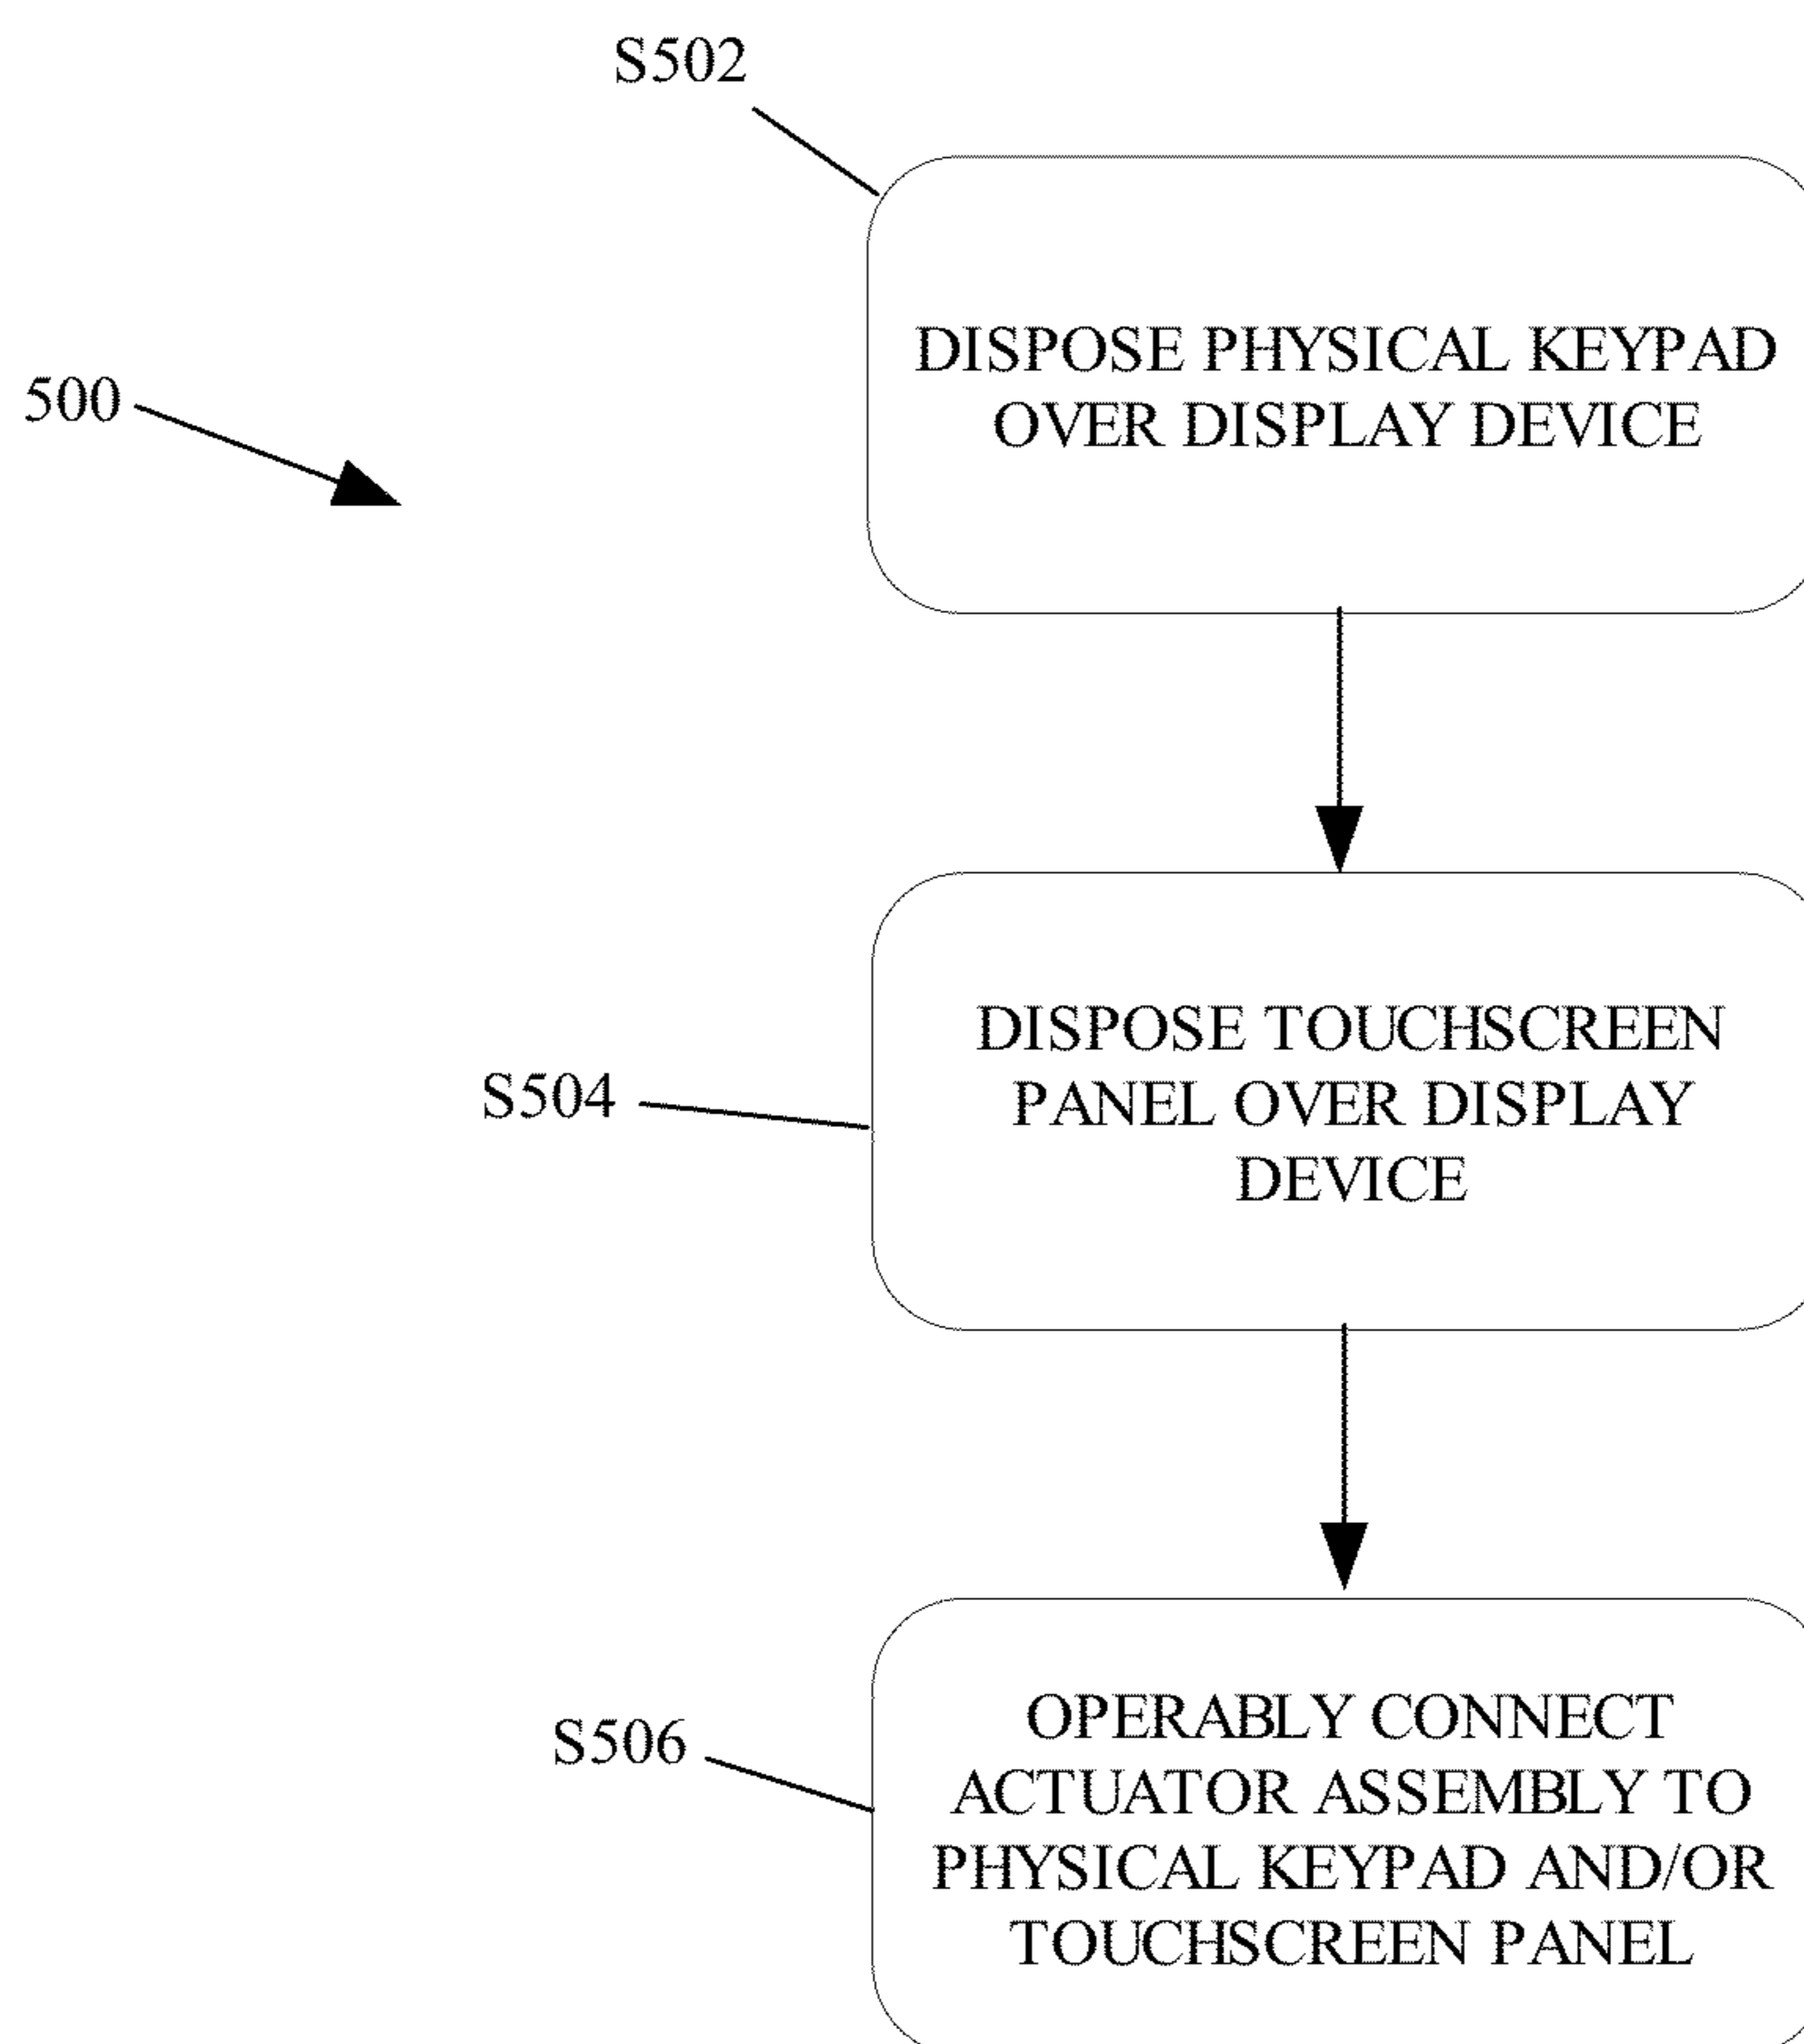 S502
DISPOSE PHYSICAL KEYPAD
OVER DISPLAY DEVICE
500
DISPOSE TOUCHSCREEN
PANEL OVER DISPLAY
DEVICE
S504
OPERABLY CONNECT
ACTUATOR ASSEMBLY TO
PHYSICAL KEYPAD AND/OR
TOUCHSCREEN PANEL
S506